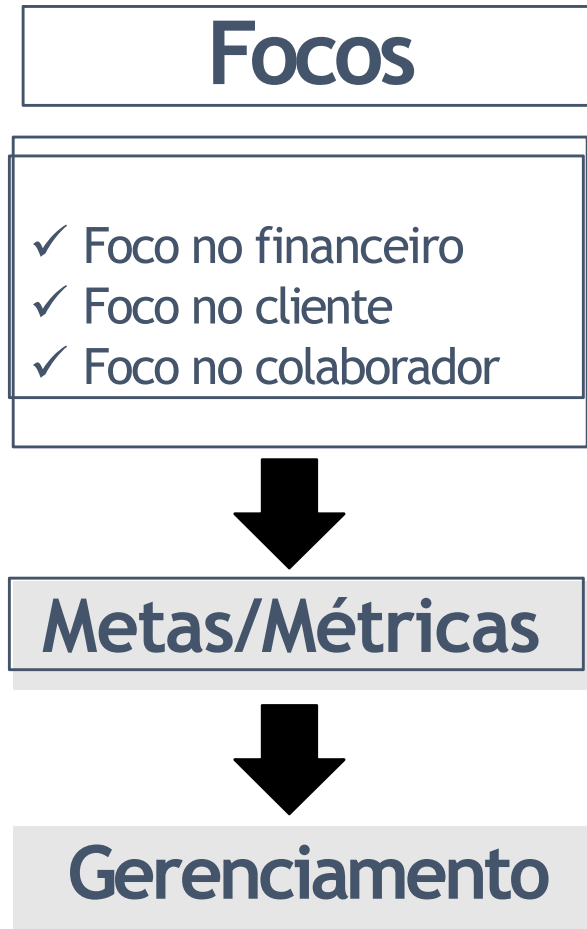 Focos
✓ Foco no financeiro
✓ Foco no cliente
✓ Foco no colaborador
Metas/Métricas
Gerenciamento